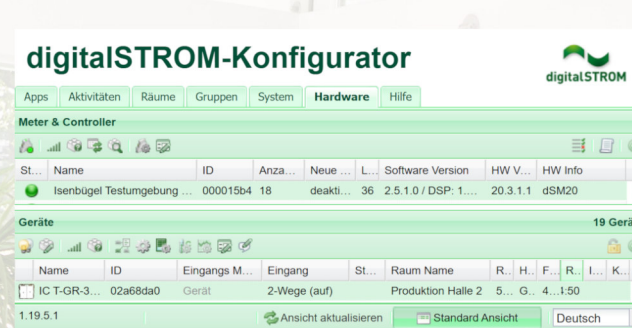 digitalSTROM-Konfigurator
digitalSTROM
Apps Aktivitäten Räume Gruppen System Hardware Hilfe
Meter & Controller
St... Name ID Anza... Neue ... L... Software Version HW V... HW Info
Isenbügel Testumgebung ... 000015b4 18 deakti... 36 2.5.1.0 / DSP: 1.... 20.3.1.1 dSM20
Geräte 19 Gerä
Name ID Eingangs M... Eingang St... Raum Name R.. H.. F... R.. I... K...
IC T-GR-3... 02a68da0 Gerät 2-Wege (auf) Produktion Halle 2 5... G.. 4...
1.19.5.1 Ansicht aktualisieren Standard Ansicht Deutsch